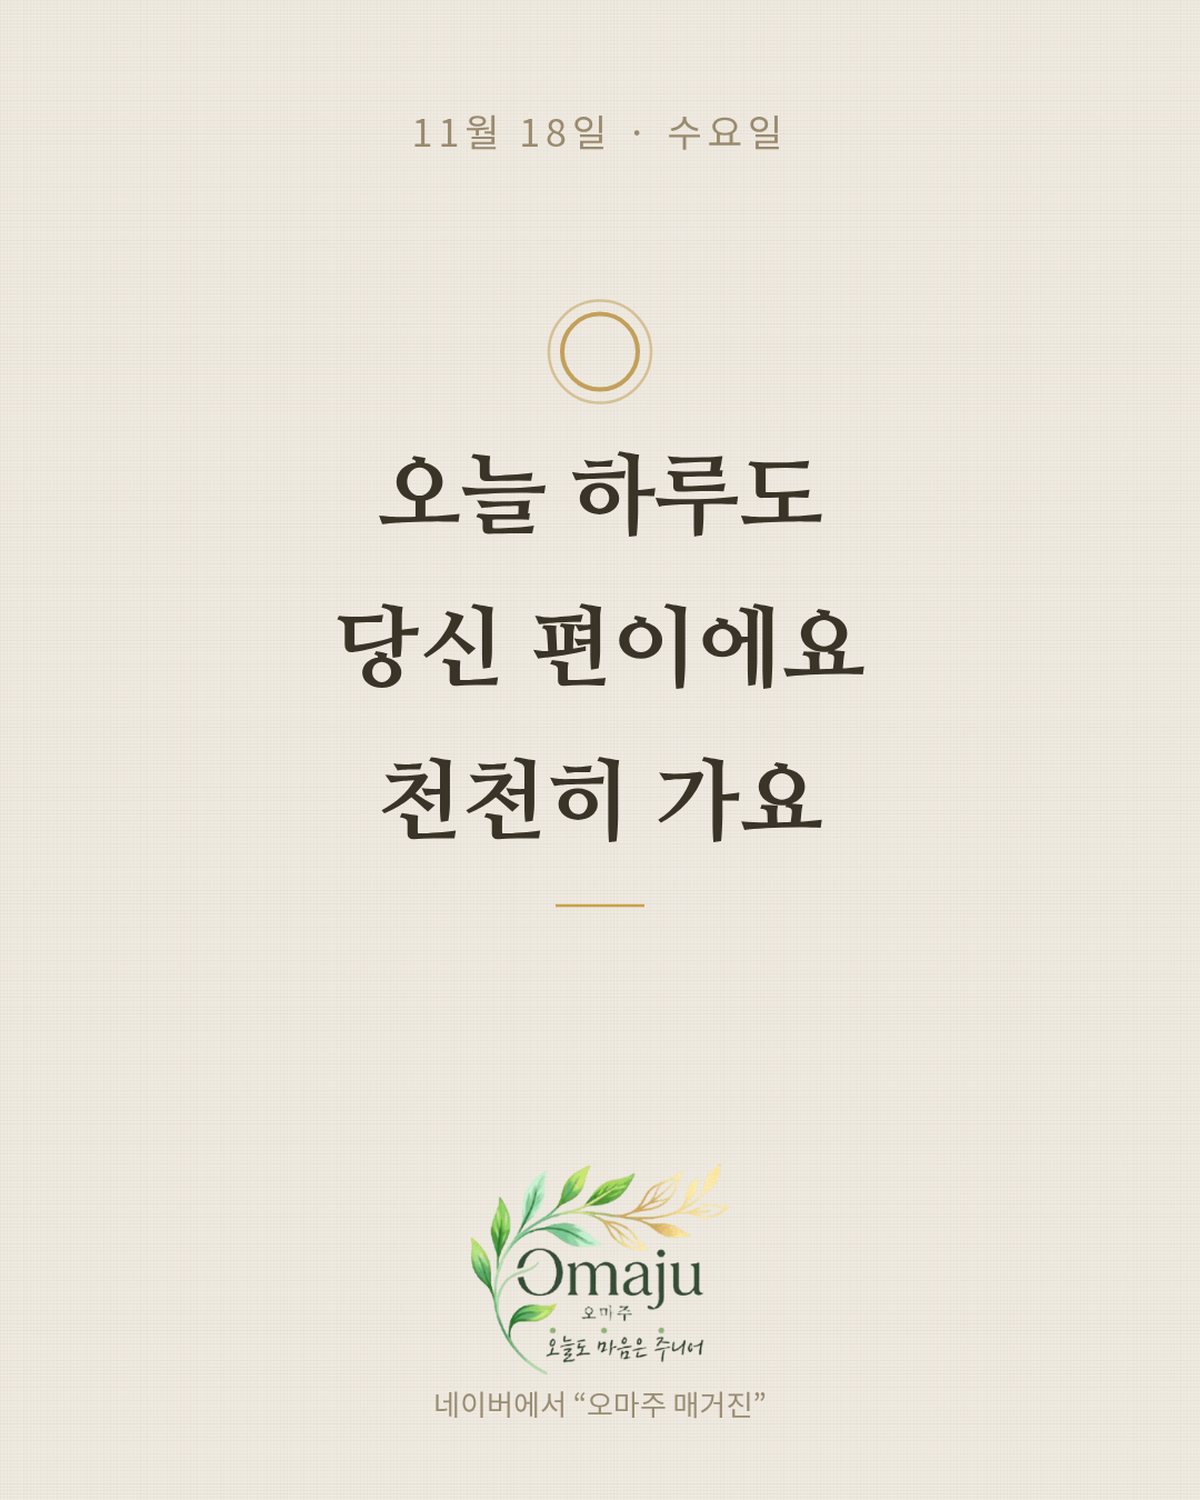 11월 18일 · 수요일
오늘 하루도
당신 편이에요
천천히 가요
Omaju
오마주
오늘도 마음은 주니어
네이버에서 “오마주 매거진”